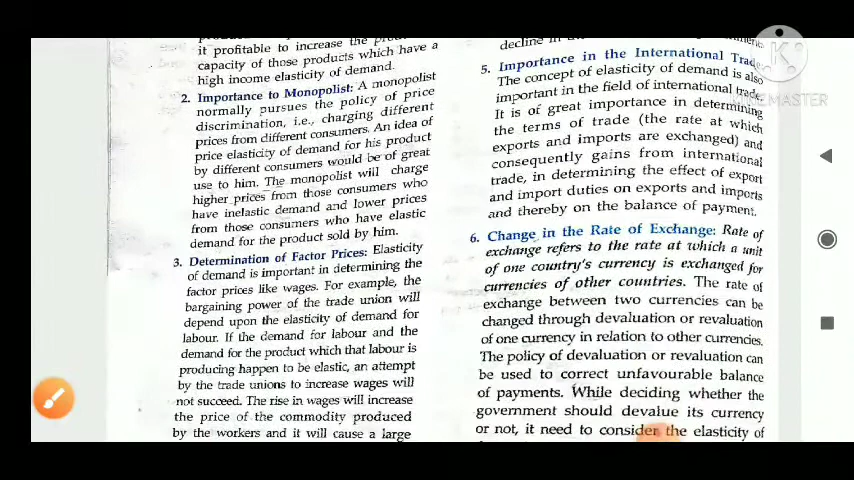 it profitable to increase the
capacity of those products which have a
high income elasticity of demand.
2. Importance to Monopolist: A monopolist
normally pursues the policy of price
discrimination, i.e., charging different
prices from different consumers. An idea of
price elasticity of demand for his product
by different consumers would be of great
use to him. The monopolist will charge
higher prices from those consumers who
have inelastic demand and lower prices
from those consumers who have elastic
demand for the product sold by him.
3. Determination of Factor Prices: Elasticity
of demand is important in determining the
factor prices like wages. For example, the
bargaining power of the trade union will
depend upon the elasticity of demand for
labour. If the demand for labour and the
demand for the product which that labour is
producing happen to be elastic, an attempt
by the trade unions to increase wages will
not succeed. The rise in wages will increase
the price of the commodity produced
by the workers and it will cause a large
decline in
5. Importance in the International
The concept of elasticity of demand is also
important in the field of international trade.
It is of great importance in determining
the terms of trade (the rate at which
exports and imports are exchanged) and
consequently gains from international
trade, in determining the effect of export
and import duties on exports and imports
and thereby on the balance of payment.
6. Change in the Rate of Exchange: Rate of
exchange refers to the rate at which a unit
of one country's currency is exchanged for
currencies of other countries. The rate of
exchange between two currencies can be
changed through devaluation or revaluation
of one currency in relation to other currencies.
The policy of devaluation or revaluation can
be used to correct unfavourable balance
of payments. While deciding whether the
government should devalue its currency
or not, it need to consider the elasticity of
K
MASTER